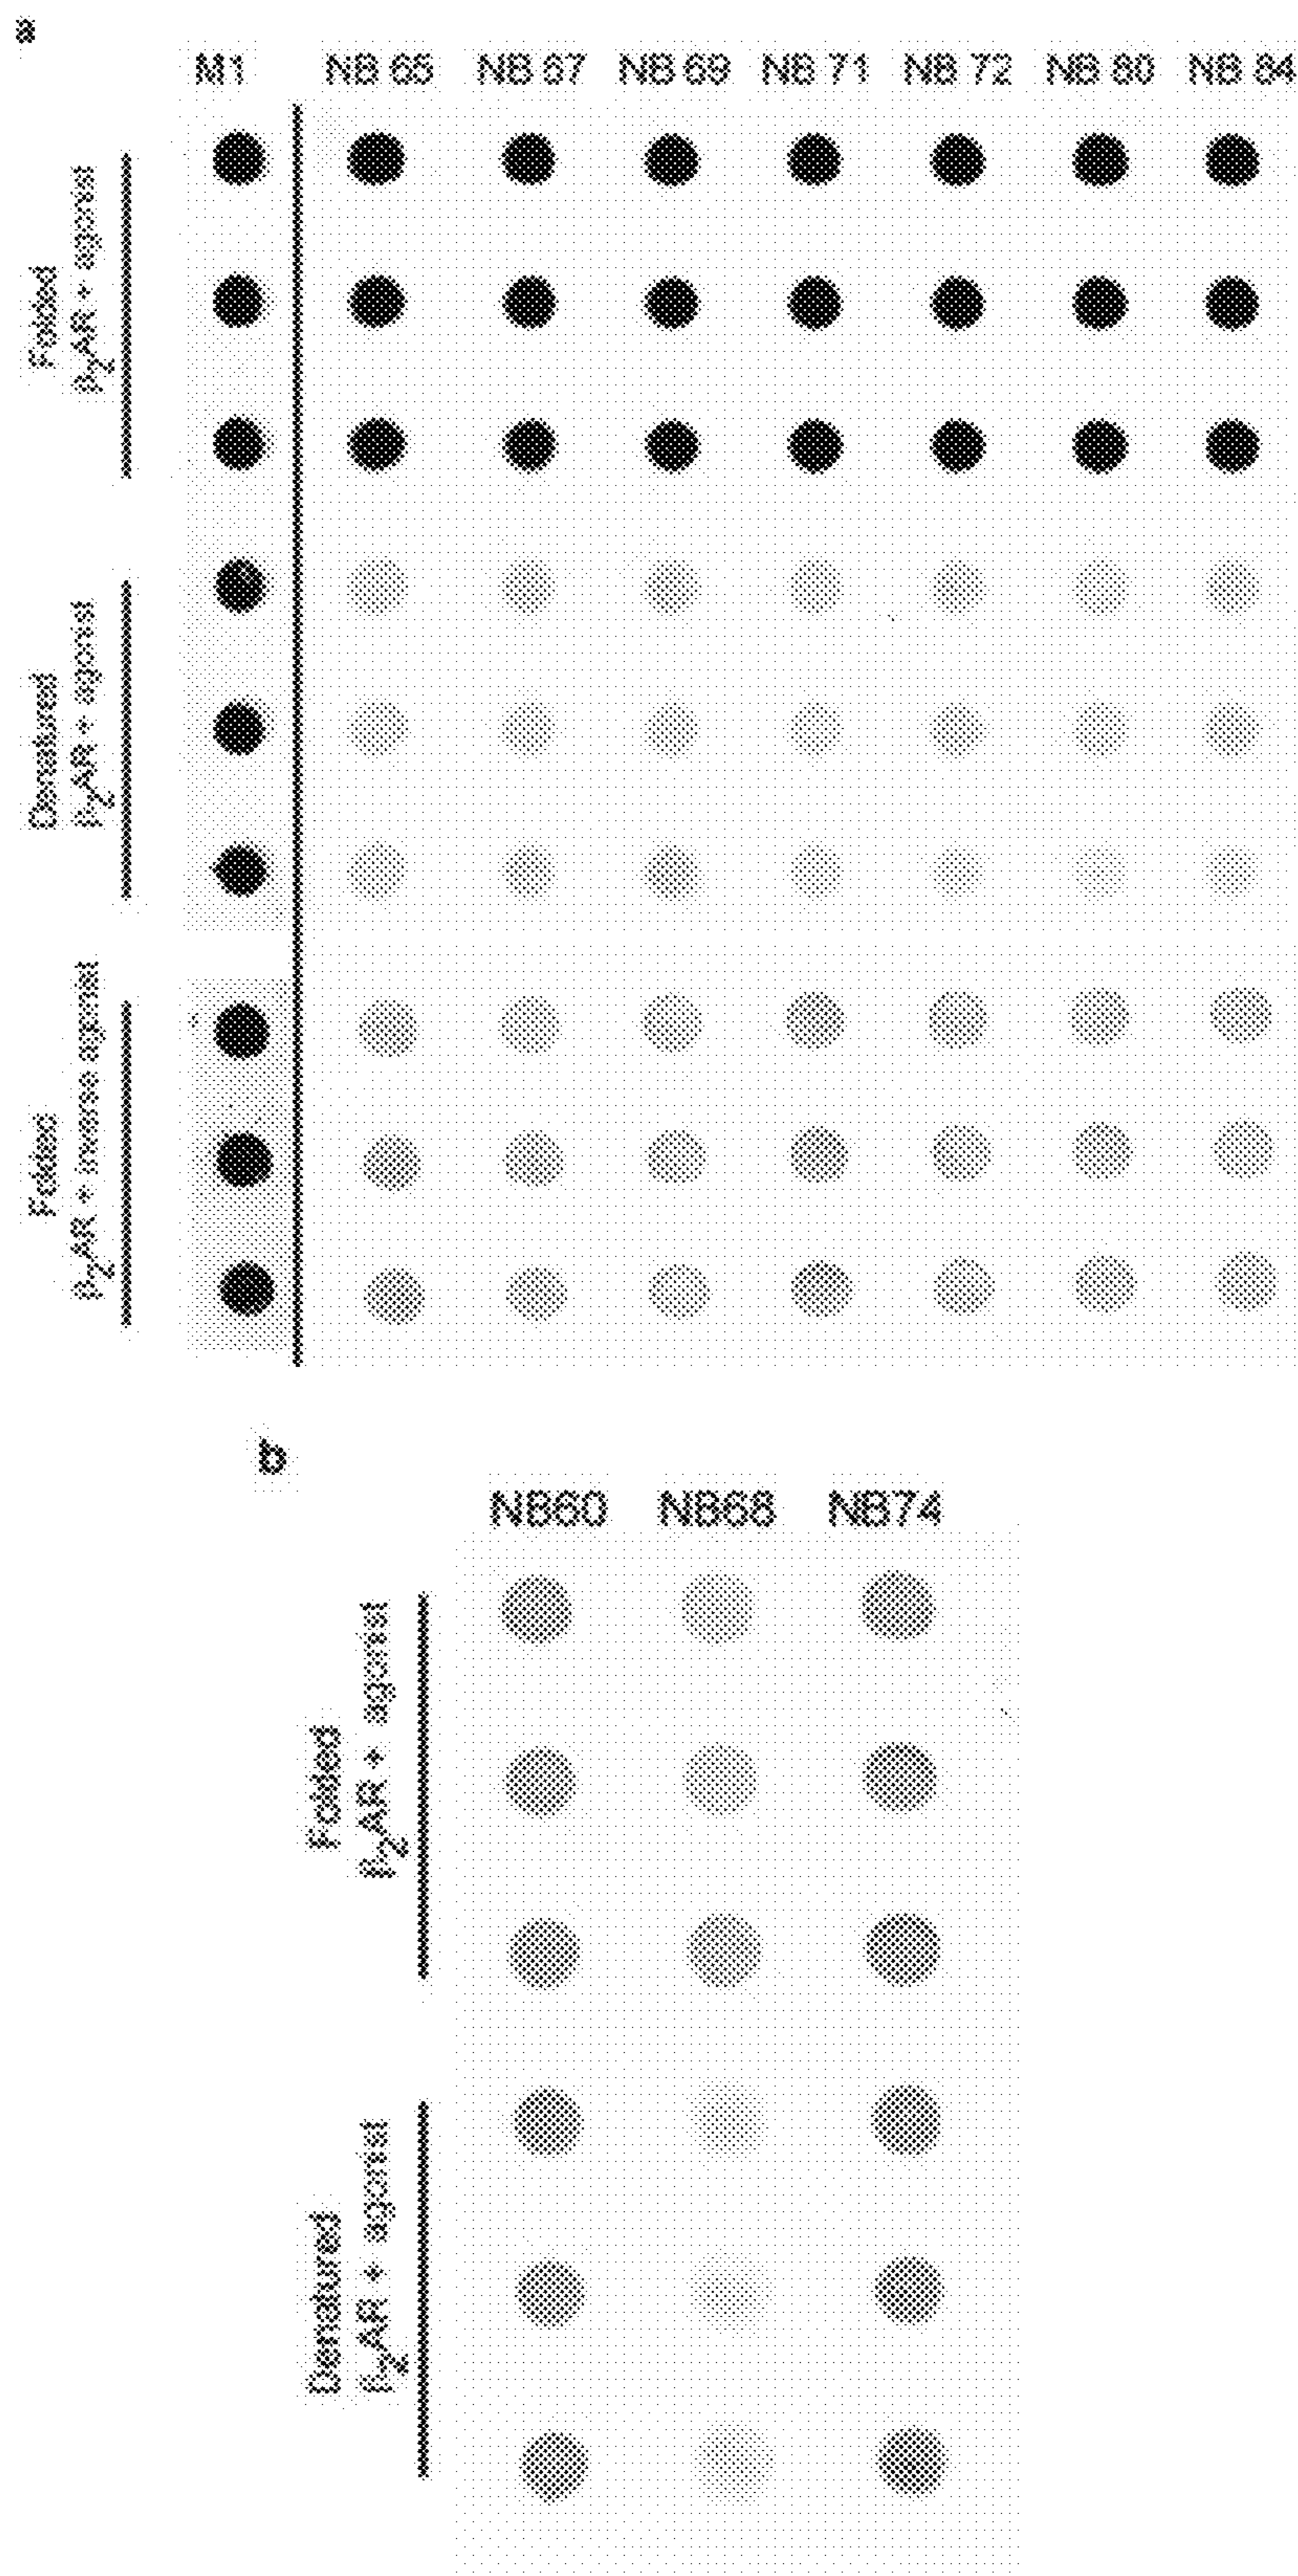 a
M1 NB 65 NB 67 NB 69 NB 71 NB 72 NB 80 NB 84
Folded
β₂AR + agonist
Denatured
β₂AR + agonist
Folded
β₂AR + inverse agonist
b
NB60 NB68 NB74
Folded
β₂AR + agonist
Denatured
β₂AR + agonist